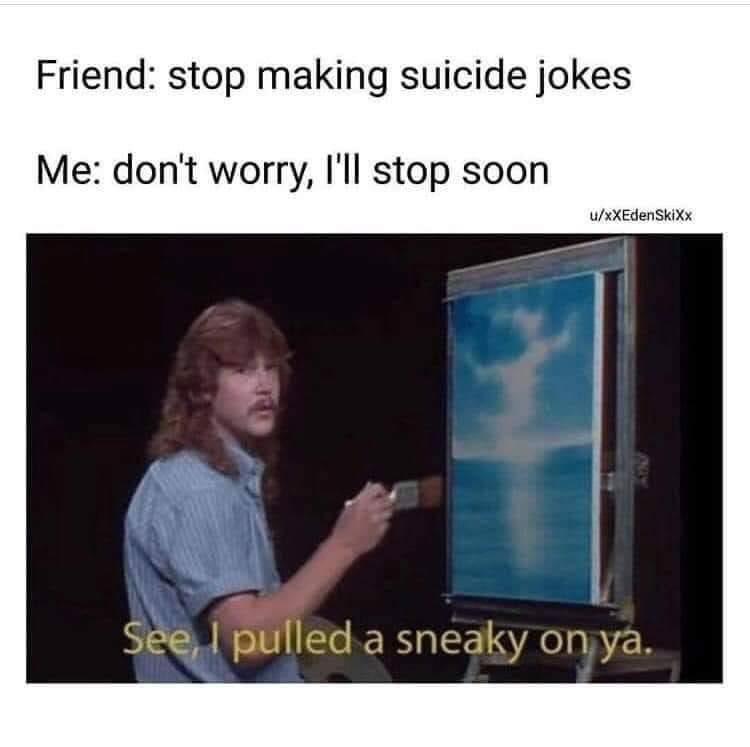 Friend: stop making suicide jokes
Me: don't worry, I'll stop soon
u/xXEdenSkiXx
See, I pulled a sneaky on ya.